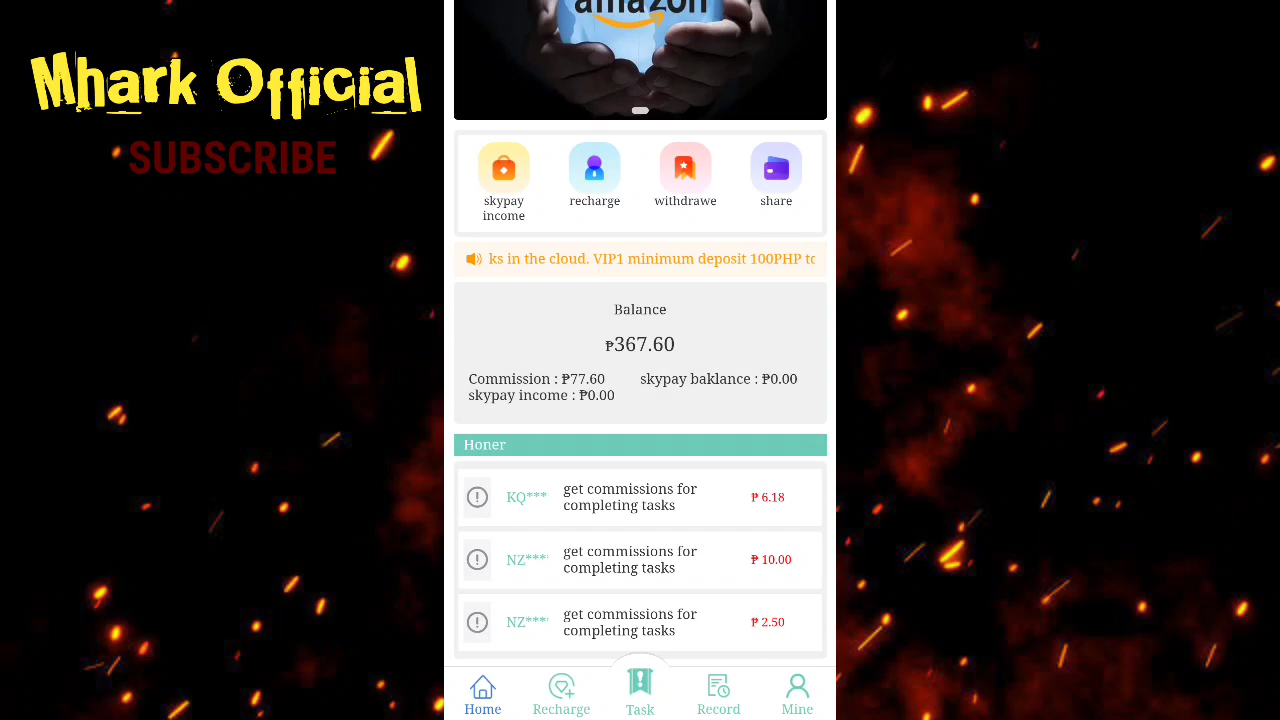 Mhark Official
SUBSCRIBE
amazon
skypay
income
recharge
withdrawe
share
ks in the cloud. VIP1 minimum deposit 100PHP to
Balance
₱367.60
Commission : ₱77.60
skypay baklance : ₱0.00
skypay income : ₱0.00
Honer
KQ***
get commissions for
completing tasks
₱ 6.18
NZ***
get commissions for
completing tasks
₱ 10.00
NZ***
get commissions for
completing tasks
₱ 2.50
Home
Recharge
Task
Record
Mine